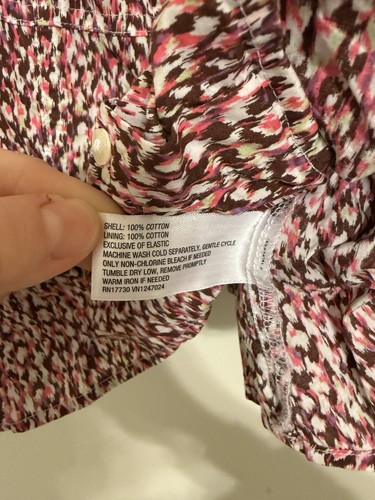 SHELL: 100% COTTON
LINING: 100% COTTON
EXCLUSIVE OF ELASTIC
MACHINE WASH COLD SEPARATELY, GENTLE CYCLE
ONLY NON-CHLORINE BLEACH IF NEEDED
TUMBLE DRY LOW, REMOVE PROMPTLY
WARM IRON IF NEEDED
RN17730 VN1247024